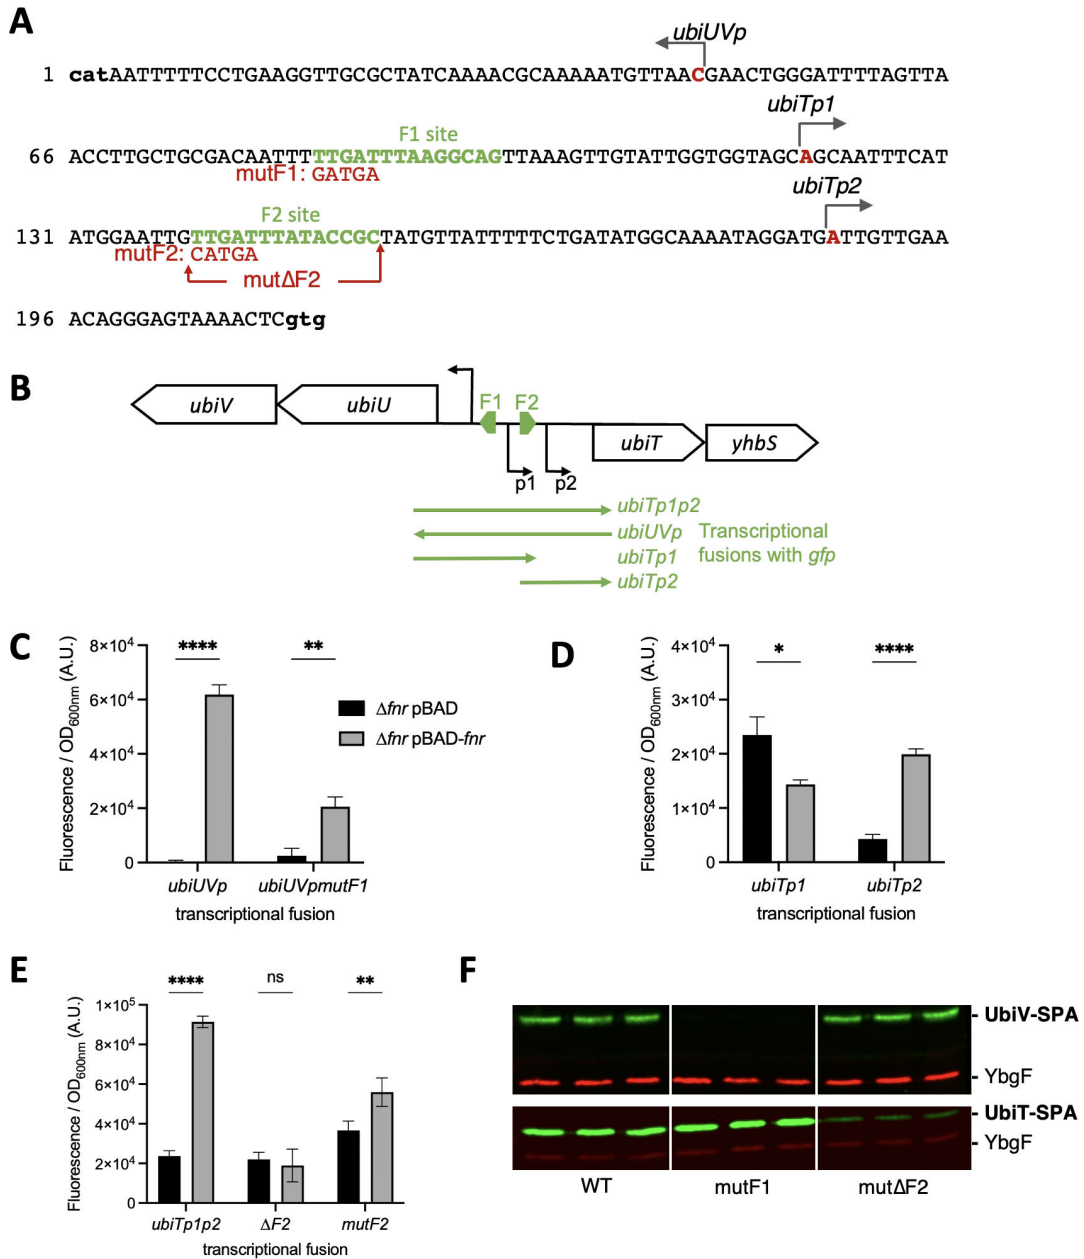 A
ubiUVp
1 catAATTTTTCCTGAAGGTTGCGCTATCAAAACGCAAAAATGTTAACGAACTGGGATTTTAGTTA
ubiTp1
F1 site
66 ACCTTGCTGCGACAATTTTTGATTTAAGGCAGTTAAAGTTGTATTGGTGGTAGCAGCAATTTCAT
mutF1: GATGA
ubiTp2
F2 site
131 ATGGAATTGTTGATTTATACCGCTATGTTATTTTTCTGATATGGCAAAATAGGATGATTGTTGAA
mutF2: CATGA
mutΔF2
196 ACAGGGAGTAAAACTCgtg
B
ubiV
ubiU
F1 F2
ubiT
yhbS
p1 p2
ubiTp1p2
ubiUVp
ubiTp1
ubiTp2
Transcriptional
fusions with gfp
C
Fluorescence / OD600nm (A.U.)
8×10⁴
6×10⁴
4×10⁴
2×10⁴
0
****
**
Δfnr pBAD
Δfnr pBAD-fnr
ubiUVp ubiUVpmutF1
transcriptional fusion
D
Fluorescence / OD600nm (A.U.)
4×10⁴
3×10⁴
2×10⁴
1×10⁴
0
*
****
ubiTp1 ubiTp2
transcriptional fusion
E
Fluorescence / OD600nm (A.U.)
1×10⁵
8×10⁴
6×10⁴
4×10⁴
2×10⁴
0
****
ns
**
ubiTp1p2 ΔF2 mutF2
transcriptional fusion
F
- UbiV-SPA
- YbgF
- UbiT-SPA
- YbgF
WT mutF1 mutΔF2